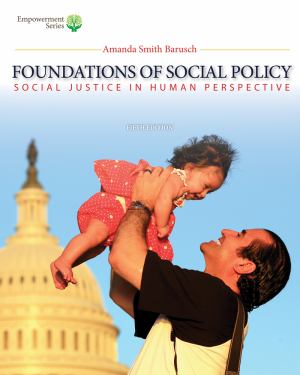 Empowerment
Series
Amanda Smith Barusch
FOUNDATIONS OF SOCIAL POLICY
SOCIAL JUSTICE IN HUMAN PERSPECTIVE
FIFTH EDITION